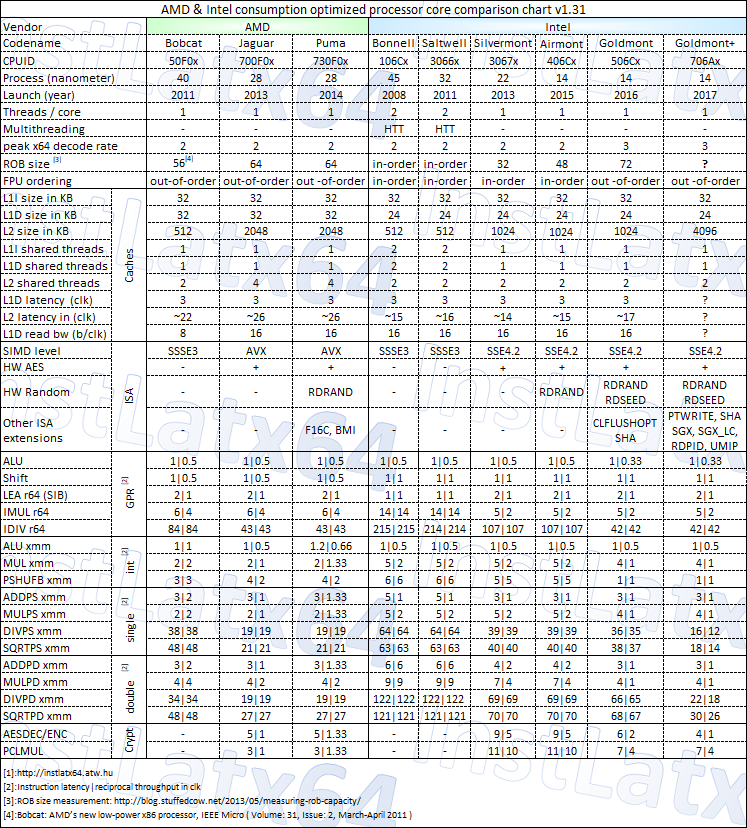 AMD & Intel consumption optimized processor core comparison chart v1.31
Vendor AMD Intel
Codename Bobcat Jaguar Puma Bonnell Saltwell Silvermont Airmont Goldmont Goldmont+
CPUID 50F0x 700F0x 730F0x 106Cx 3066x 3067x 406Cx 506Cx 706Ax
Process (nanometer) 40 28 28 45 32 22 14 14 14
Launch (year) 2011 2013 2014 2008 2011 2013 2015 2016 2017
Threads / core 1 1 1 2 2 1 1 1 1
Multithreading - - - HTT HTT - - - -
peak x64 decode rate 2 2 2 2 2 2 2 3 3
ROB size [3] 56[4] 64 64 in-order in-order 32 48 72 ?
FPU ordering out-of-order out-of-order out -of-order in-order in-order in-order in-order out -of-order out-of-order
Caches
L1I size in KB 32 32 32 32 32 32 32 32 32
L1D size in KB 32 32 32 24 24 24 24 24 24
L2 size in KB 512 2048 2048 512 512 1024 1024 1024 4096
L1I shared threads 1 1 1 2 2 1 1 1 1
L1D shared threads 1 1 1 2 2 1 1 1 1
L2 shared threads 2 4 4 2 2 2 2 2 4
L1D latency (clk) 3 3 3 3 3 3 3 3 ?
L2 latency in (clk) ~22 ~26 ~26 ~15 ~16 ~14 ~15 ~17 ?
L1D read bw (b/clk) 8 16 16 16 16 16 16 16 ?
ISA
SIMD level SSSE3 AVX AVX SSSE3 SSSE3 SSE4.2 SSE4.2 SSE4.2 SSE4.2
HW AES - + + - - + + + +
HW Random - - RDRAND - - - RDRAND RDRAND RDSEED RDRAND RDSEED
Other ISA extensions - - F16C, BMI - - - - CLFLUSHOPT SHA PTWRITE, SHA SGX, SGX_LC, RDPID, UMIP
GPR [2]
ALU 1|0.5 1|0.5 1|0.5 1|0.5 1|0.5 1|0.5 1|0.5 1|0.33 1|0.33
Shift 1|0.5 1|0.5 1|0.5 1|1 1|1 1|1 1|1 1|1 1|1
LEA r64 (SIB) 2|1 2|1 2|1 1|1 1|1 2|1 2|1 2|1 2|1
IMUL r64 6|4 6|4 6|4 14|14 14|14 5|2 5|2 5|2 5|2
IDIV r64 84|84 43|43 43|43 215|215 214|214 107|107 107|107 42|42 42|42
int [2]
ALU xmm 1|1 1|0.5 1.2|0.66 1|0.5 1|0.5 1|0.5 1|0.5 1|0.5 1|0.5
MUL xmm 2|2 2|1 2|1.33 5|2 5|2 5|2 5|2 4|1 4|1
PSHUFB xmm 3|3 4|2 4|2 6|6 6|6 5|5 5|5 1|1 1|1
single [2]
ADDPS xmm 3|2 3|1 3|1.33 5|1 5|1 3|1 3|1 3|1 3|1
MULPS xmm 2|2 2|1 2|1.33 5|2 5|2 5|2 5|2 4|1 4|1
DIVPS xmm 38|38 19|19 19|19 64|64 64|64 39|39 39|39 36|35 16|12
SQRTPS xmm 48|48 21|21 21|21 63|63 63|63 40|40 40|40 38|37 18|14
double [2]
ADDPD xmm 3|2 3|1 3|1.33 6|6 6|6 4|2 4|2 3|1 3|1
MULPD xmm 4|4 4|2 4|2 9|9 9|9 7|4 7|4 4|1 4|1
DIVPD xmm 34|34 19|19 19|19 122|122 122|122 69|69 69|69 66|65 22|18
SQRTPD xmm 48|48 27|27 27|27 121|121 121|121 70|70 70|70 68|67 30|26
Crypt
AESDEC/ENC - 5|1 5|1.33 - - 9|5 9|5 6|2 4|1
PCLMUL - 3|1 3|1.33 - - 11|10 11|10 7|4 7|4
[1]:http://instlatx64.atw.hu
[2]:Instruction latency|reciprocal throughput in clk
[3]:ROB size measurement: http://blog.stuffedcow.net/2013/05/measuring-rob-capacity/
[4]:Bobcat: AMD's new low-power x86 processor, IEEE Micro ( Volume: 31, Issue: 2, March-April 2011 )
InstLatx64